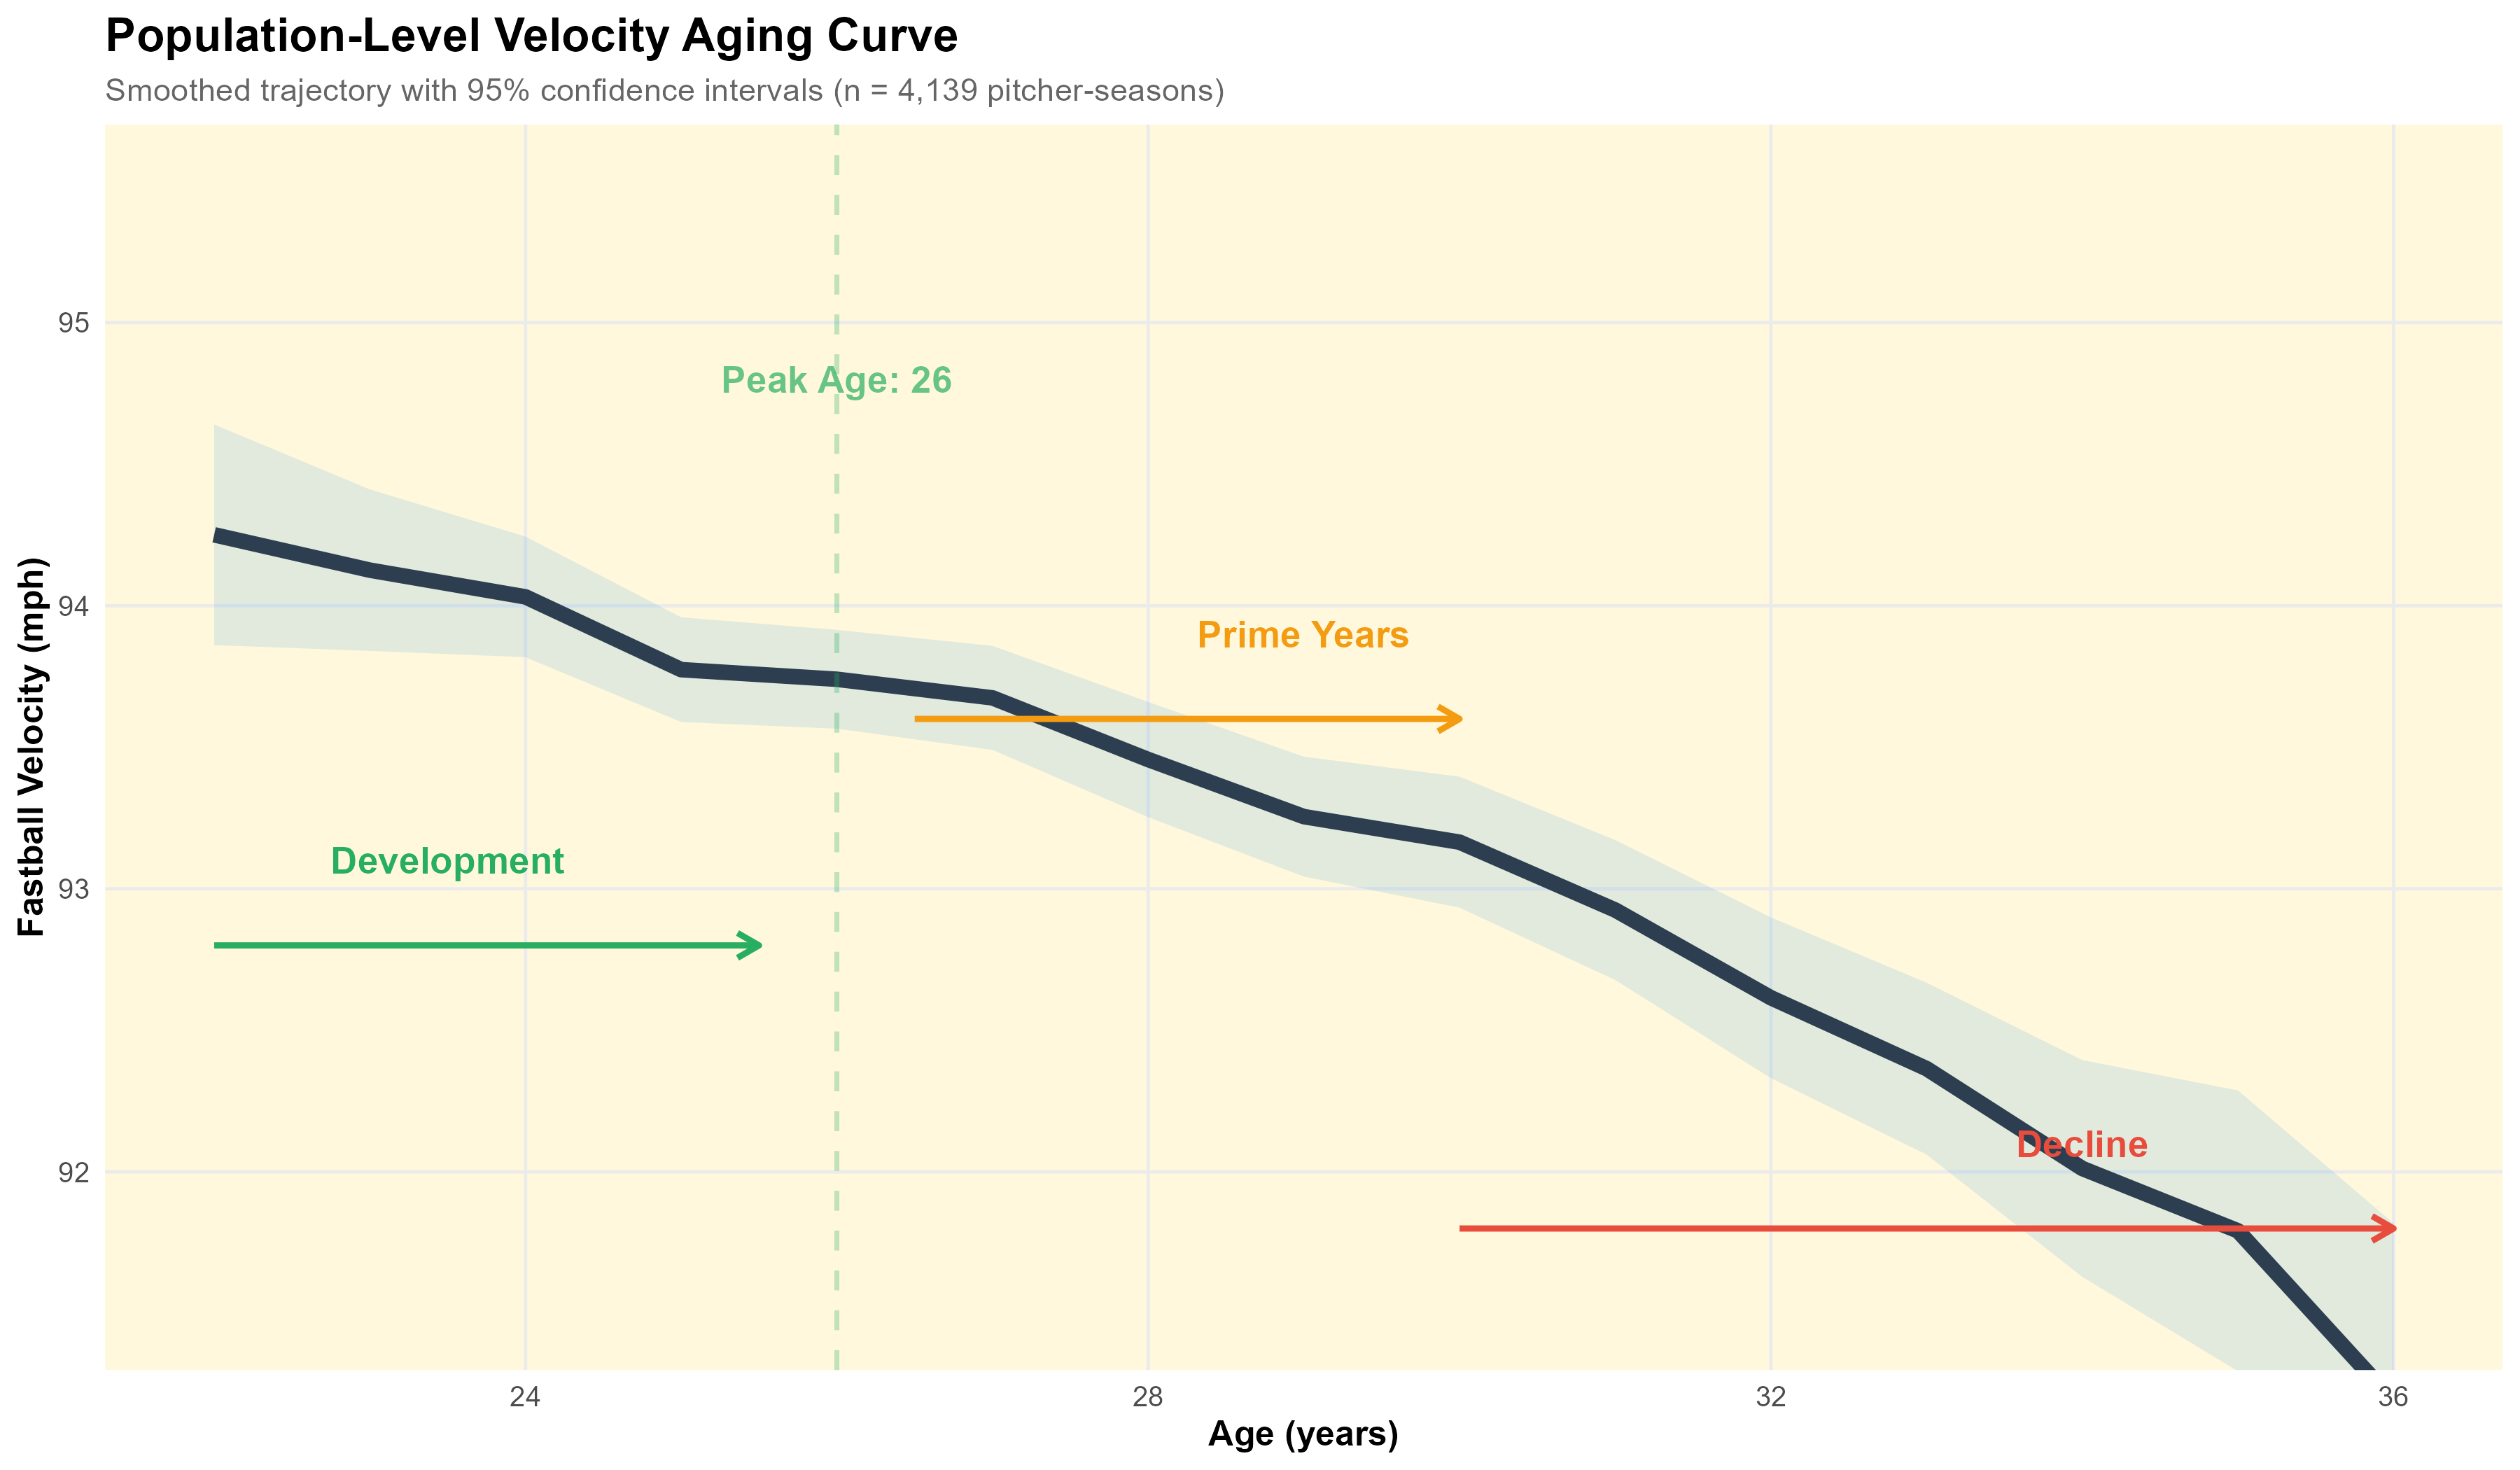 Population-Level Velocity Aging Curve
Smoothed trajectory with 95% confidence intervals (n = 4,139 pitcher-seasons)
Fastball Velocity (mph)
95
94
93
92
Peak Age: 26
Prime Years
Development
Decline
24
28
32
36
Age (years)